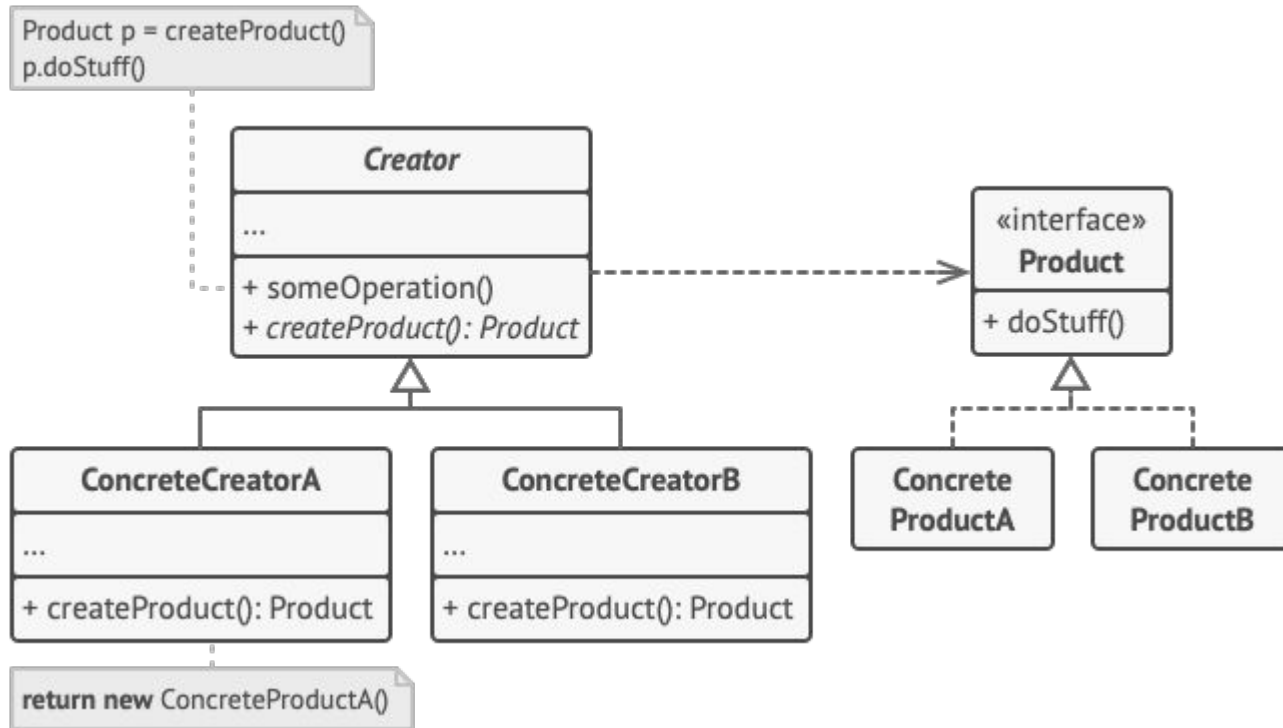 Product p = createProduct()
p.doStuff()
Creator
...
+ someOperation()
+ createProduct(): Product
«interface»
Product
+ doStuff()
ConcreteCreatorA
...
+ createProduct(): Product
ConcreteCreatorB
...
+ createProduct(): Product
Concrete
ProductA
Concrete
ProductB
return new ConcreteProductA()